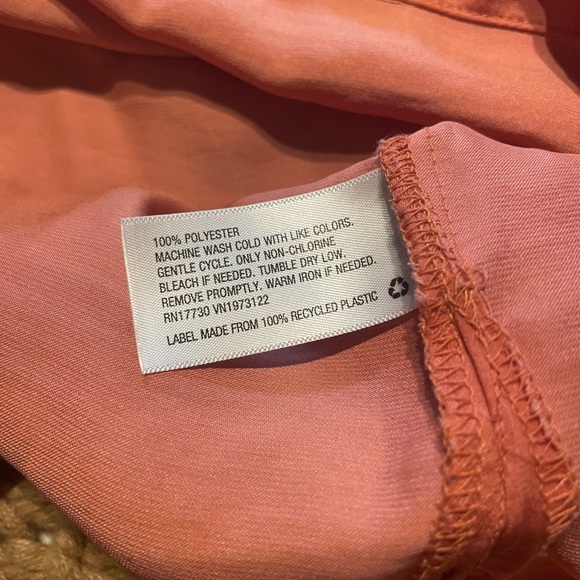 100% POLYESTER
MACHINE WASH COLD WITH LIKE COLORS.
GENTLE CYCLE. ONLY NON-CHLORINE
BLEACH IF NEEDED. TUMBLE DRY LOW.
REMOVE PROMPTLY. WARM IRON IF NEEDED.
RN17730 VN1973122
LABEL MADE FROM 100% RECYCLED PLASTIC